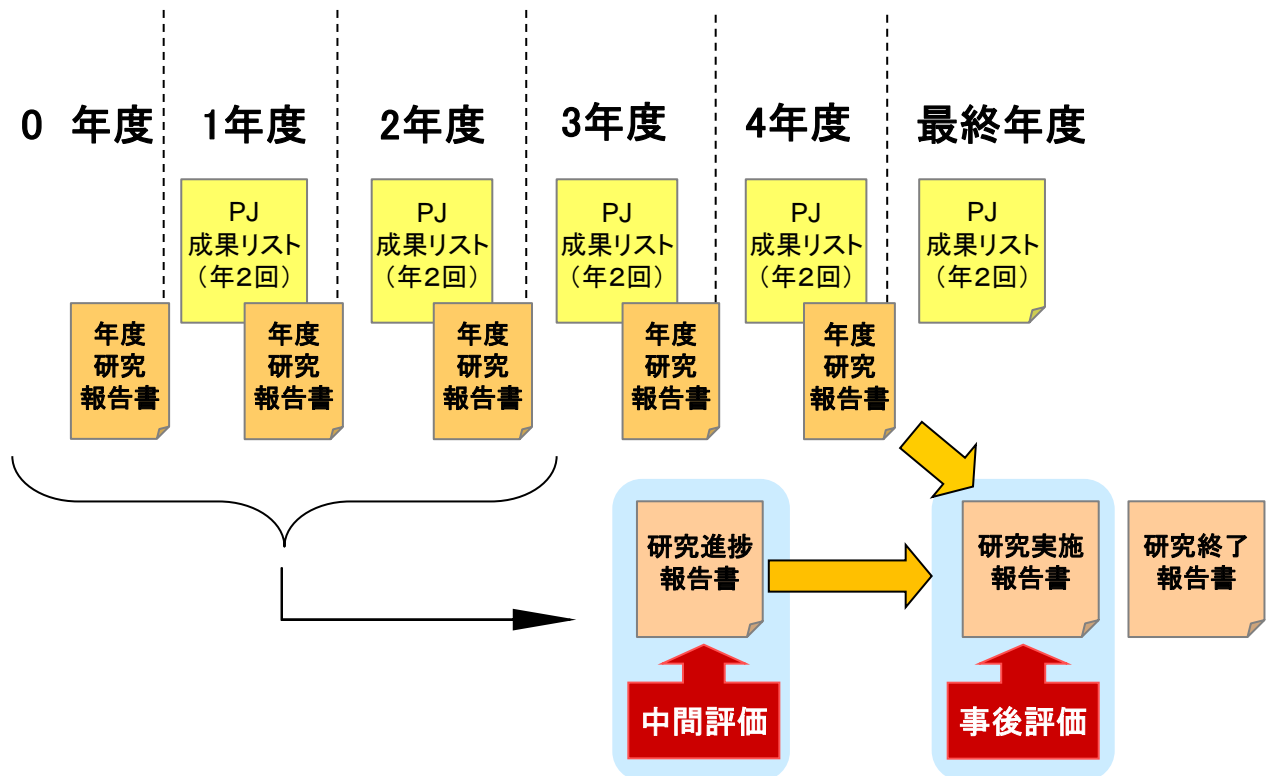 0 年度 1年度 2年度 3年度 4年度 最終年度
PJ
成果リスト
（年2回）
PJ
成果リスト
（年2回）
PJ
成果リスト
（年2回）
PJ
成果リスト
（年2回）
PJ
成果リスト
（年2回）
年度
研究
報告書
年度
研究
報告書
年度
研究
報告書
年度
研究
報告書
年度
研究
報告書
研究進捗
報告書
研究実施
報告書
研究終了
報告書
中間評価
事後評価